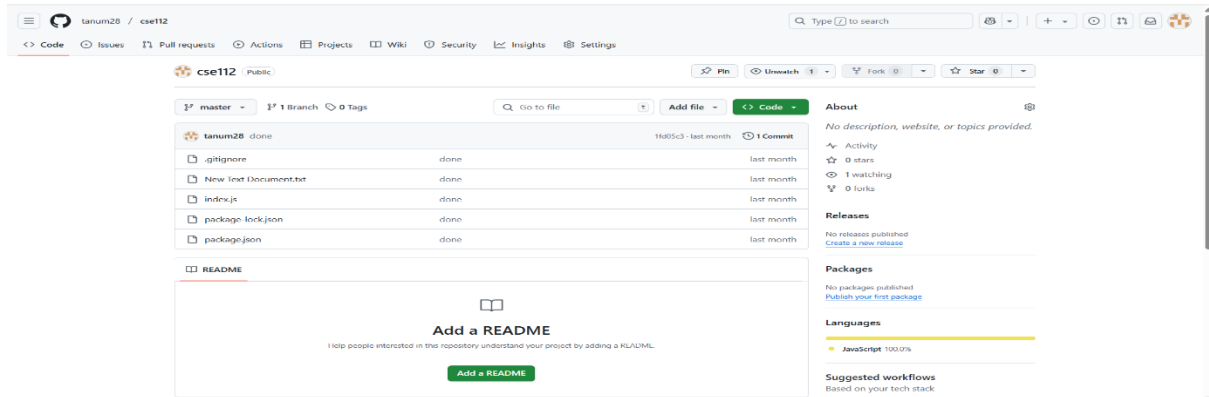 tanum28 / cse112
Type / to search
Code Issues Pull requests Actions Projects Wiki Security Insights Settings
cse112 Public
Pin Unwatch 1 Fork 0 Star 0
master 1 Branch 0 Tags Go to file t Add file Code
tanum28 done 1fd05c3 · last month 1 Commit
.gitignore done last month
New Text Document.txt done last month
index.js done last month
package-lock.json done last month
package.json done last month
README
Add a README
Help people interested in this repository understand your project by adding a README.
Add a README
About
No description, website, or topics provided.
Activity
0 stars
1 watching
0 forks
Releases
No releases published
Create a new release
Packages
No packages published
Publish your first package
Languages
JavaScript 100.0%
Suggested workflows
Based on your tech stack